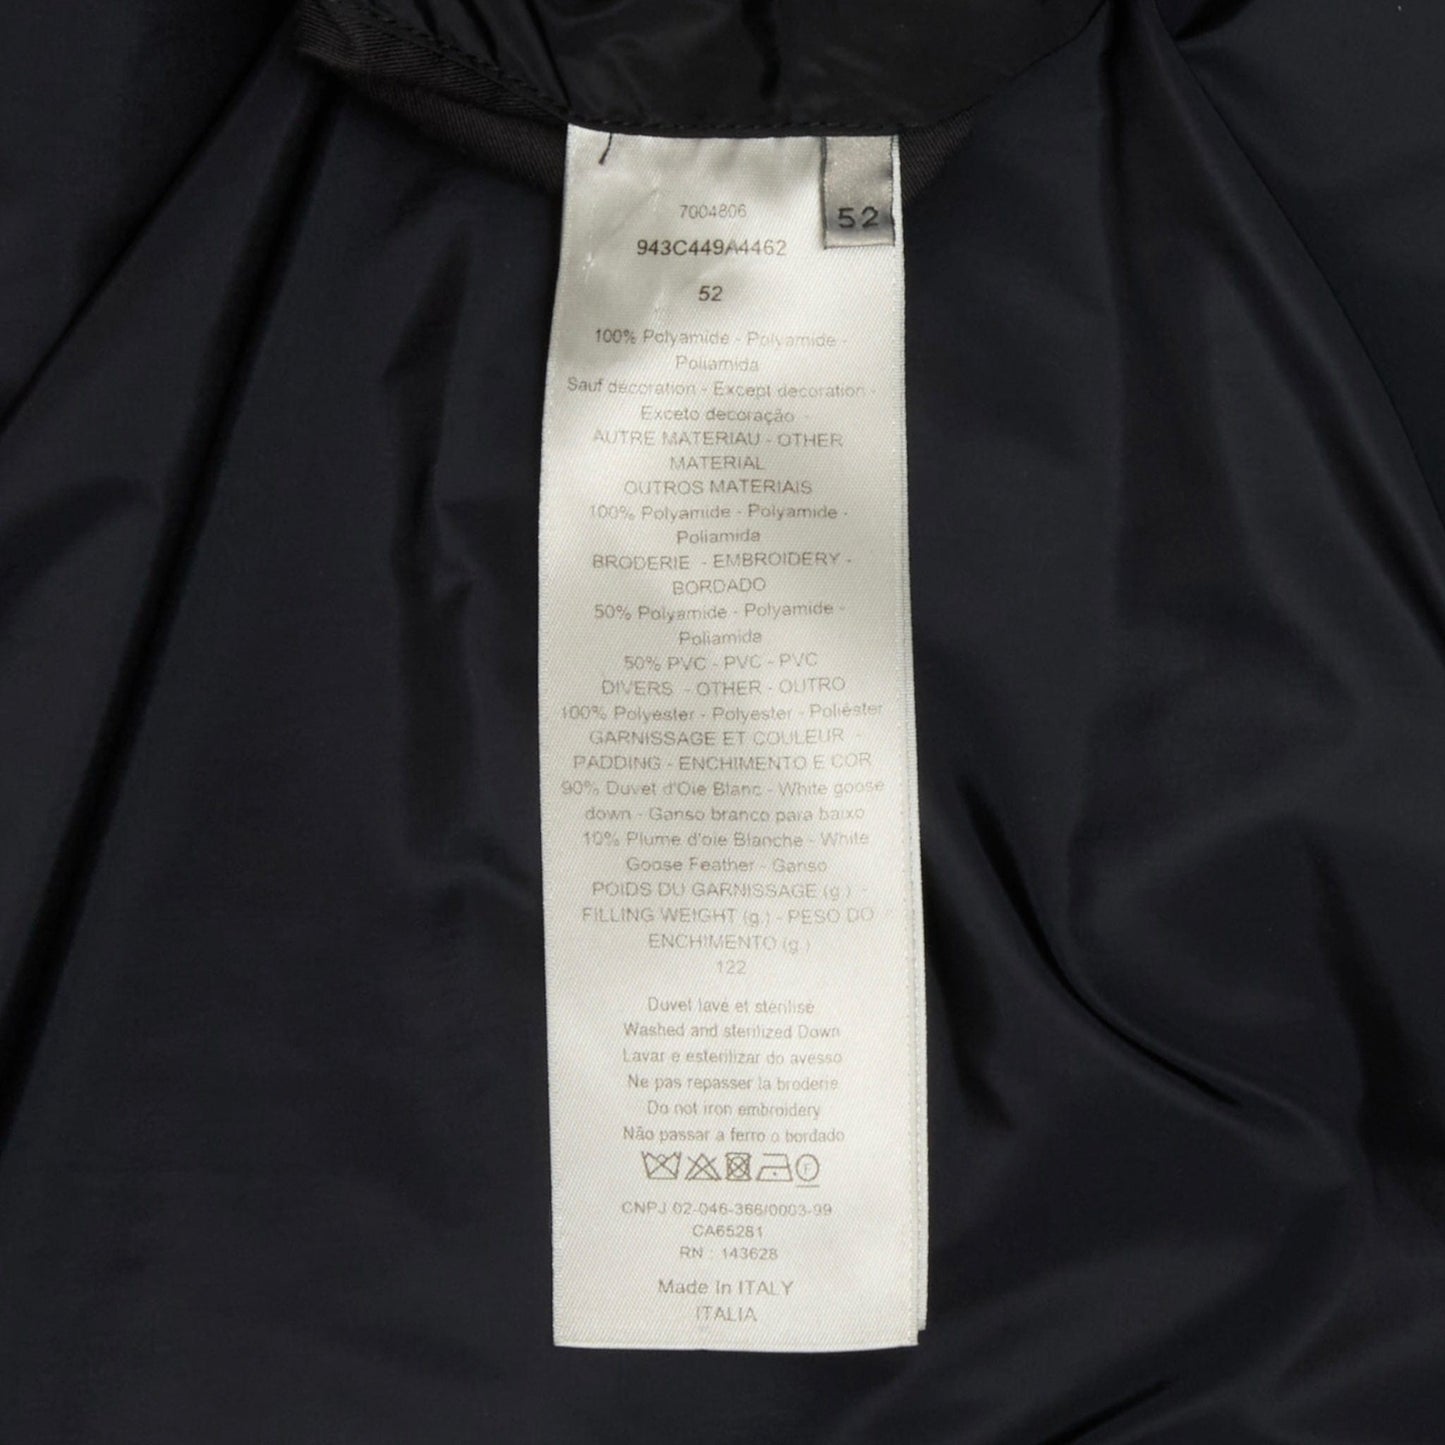 7004806
52
943C449A4462
52
100% Polyamide - Polyamide -
Poliamida
Sauf decoration - Except decoration -
Exceto decoração -
AUTRE MATERIAU - OTHER
MATERIAL
OUTROS MATERIAIS
100% Polyamide - Polyamide -
Poliamida
BRODERIE - EMBROIDERY -
BORDADO
50% Polyamide - Polyamide -
Poliamida
50% PVC - PVC - PVC
DIVERS - OTHER - OUTRO
100% Polyester - Polyester - Poliéster
GARNISSAGE ET COULEUR -
PADDING - ENCHIMENTO E COR
90% Duvet d'Oie Blanc - White goose
down - Ganso branco para baixo
10% Plume d'oie Blanche - White
Goose Feather - Ganso
POIDS DU GARNISSAGE (g.) -
FILLING WEIGHT (g.) - PESO DO
ENCHIMENTO (g.)
122
Duvet lavé et stérilisé
Washed and sterilized Down
Lavar e esterilizar do avesso
Ne pas repasser la broderie
Do not iron embroidery
Não passar a ferro o bordado
F
CNPJ 02-046-366/0003-99
CA65281
RN : 143628
Made In ITALY
ITALIA